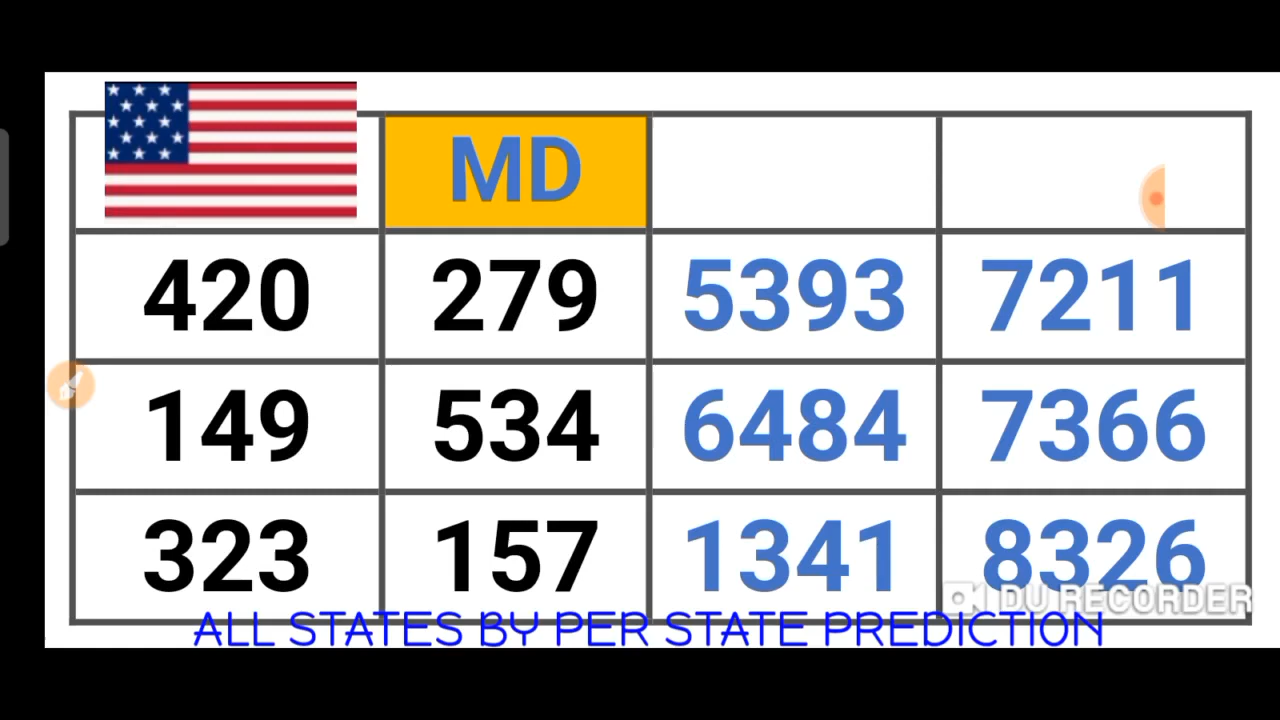 MD
420 279 5393 7211
149 534 6484 7366
323 157 1341 8326
DU RECORDER
ALL STATES BY PER STATE PREDICTION